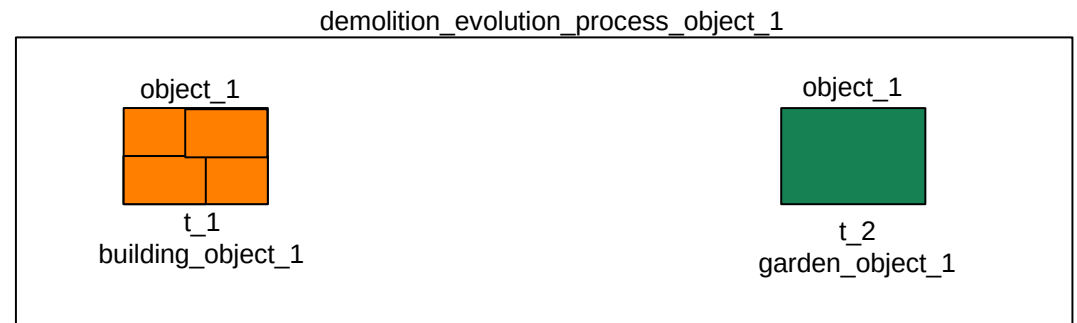 demolition_evolution_process_object_1
object_1
object_1
t_1
building_object_1
t_2
garden_object_1